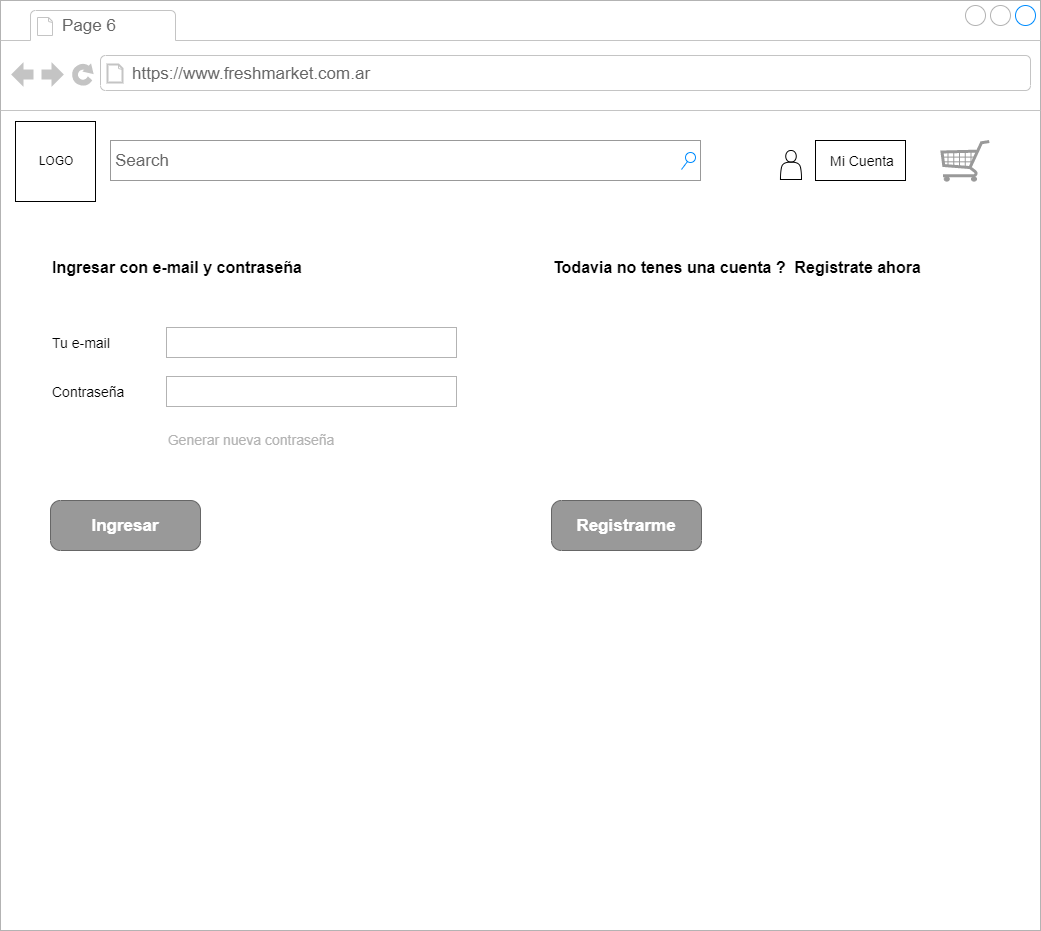 Page 6
https://www.freshmarket.com.ar
LOGO
Search
Mi Cuenta
Ingresar con e-mail y contraseña
Todavia no tenes una cuenta ?  Registrate ahora
Tu e-mail
Contraseña
Generar nueva contraseña
Ingresar
Registrarme